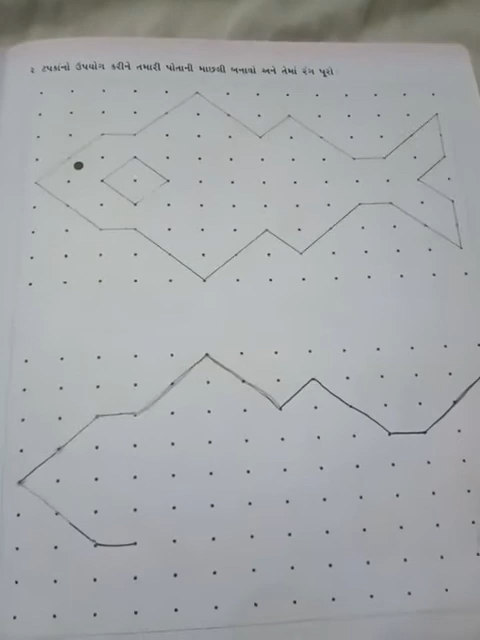 ૨ ટપકાંનો ઉપયોગ કરીને તમારી પોતાની માછલી બનાવો અને તેમાં રંગ પૂરો